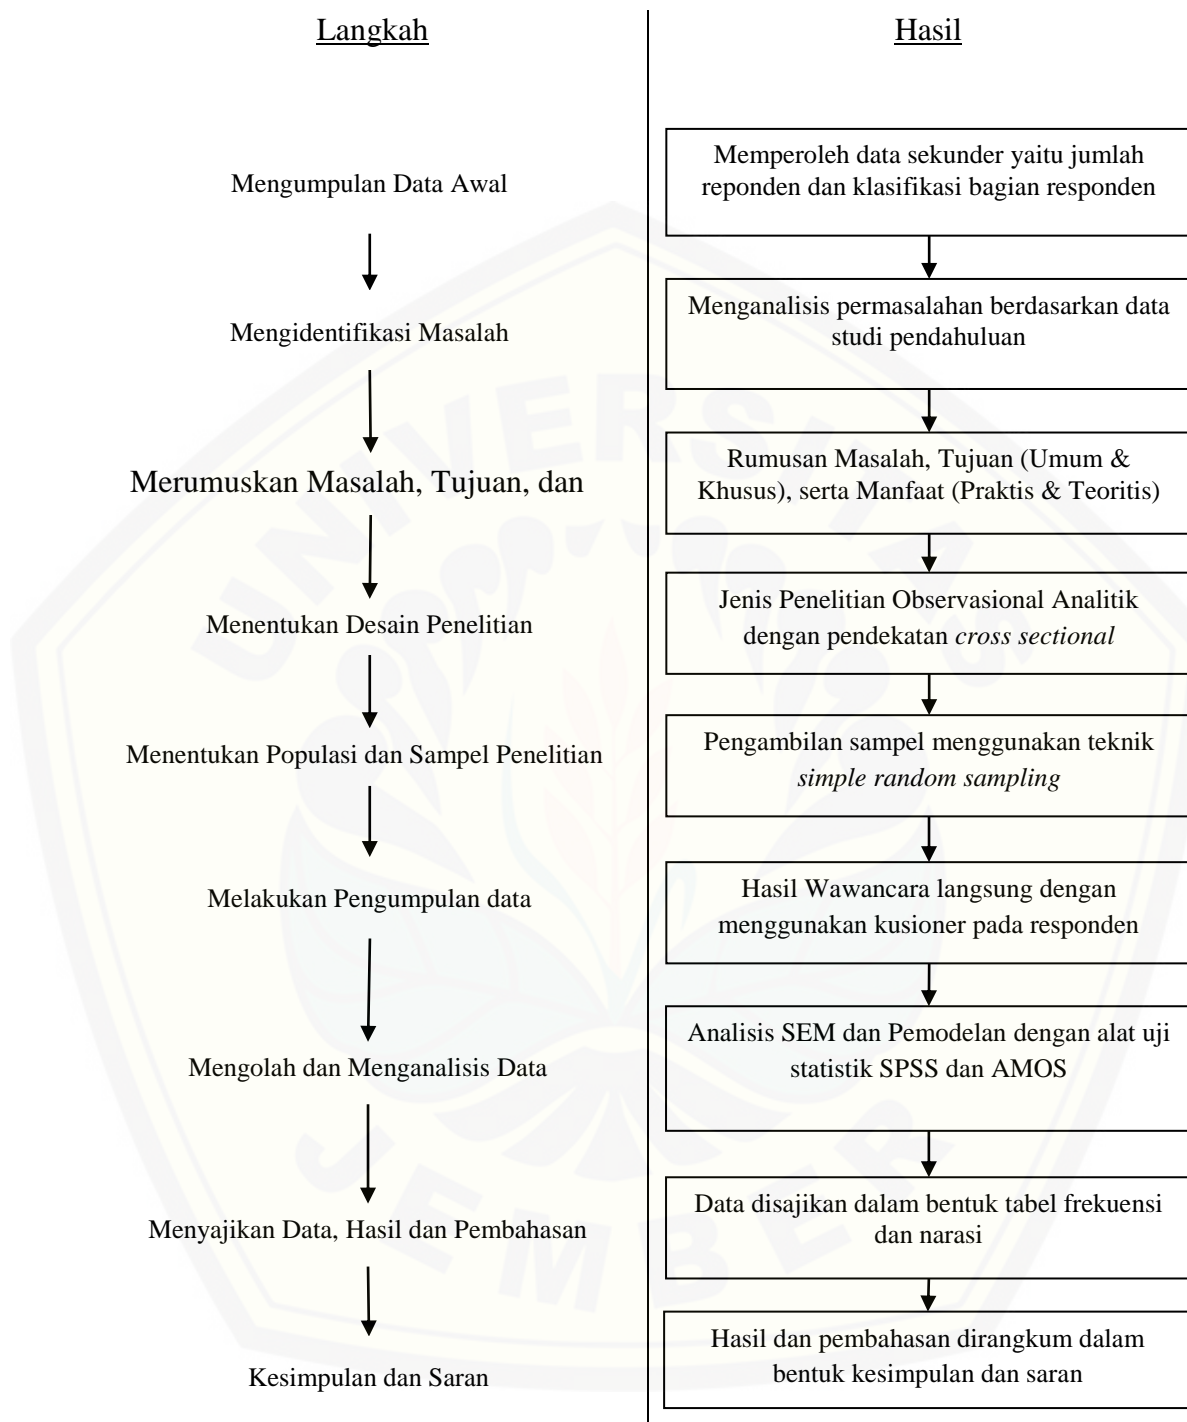 Langkah
Mengumpulan Data Awal
Mengidentifikasi Masalah
Merumuskan Masalah, Tujuan, dan
Menentukan Desain Penelitian
Menentukan Populasi dan Sampel Penelitian
Melakukan Pengumpulan data
Mengolah dan Menganalisis Data
Menyajikan Data, Hasil dan Pembahasan
Kesimpulan dan Saran
Hasil
Memperoleh data sekunder yaitu jumlah
reponden dan klasifikasi bagian responden
Menganalisis permasalahan berdasarkan data
studi pendahuluan
Rumusan Masalah, Tujuan (Umum &
Khusus), serta Manfaat (Praktis & Teoritis)
Jenis Penelitian Observasional Analitik
dengan pendekatan cross sectional
Pengambilan sampel menggunakan teknik
simple random sampling
Hasil Wawancara langsung dengan
menggunakan kusioner pada responden
Analisis SEM dan Pemodelan dengan alat uji
statistik SPSS dan AMOS
Data disajikan dalam bentuk tabel frekuensi
dan narasi
Hasil dan pembahasan dirangkum dalam
bentuk kesimpulan dan saran
UNIVERSITAS
JEMBER